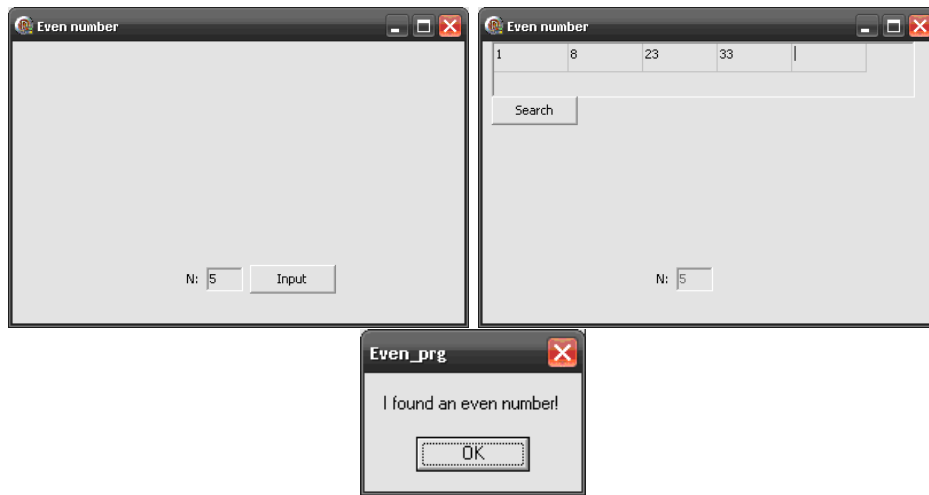 Even number
N: 5 Input
Even number
1 8 23 33
Search
N: 5
Even_prg
I found an even number!
OK